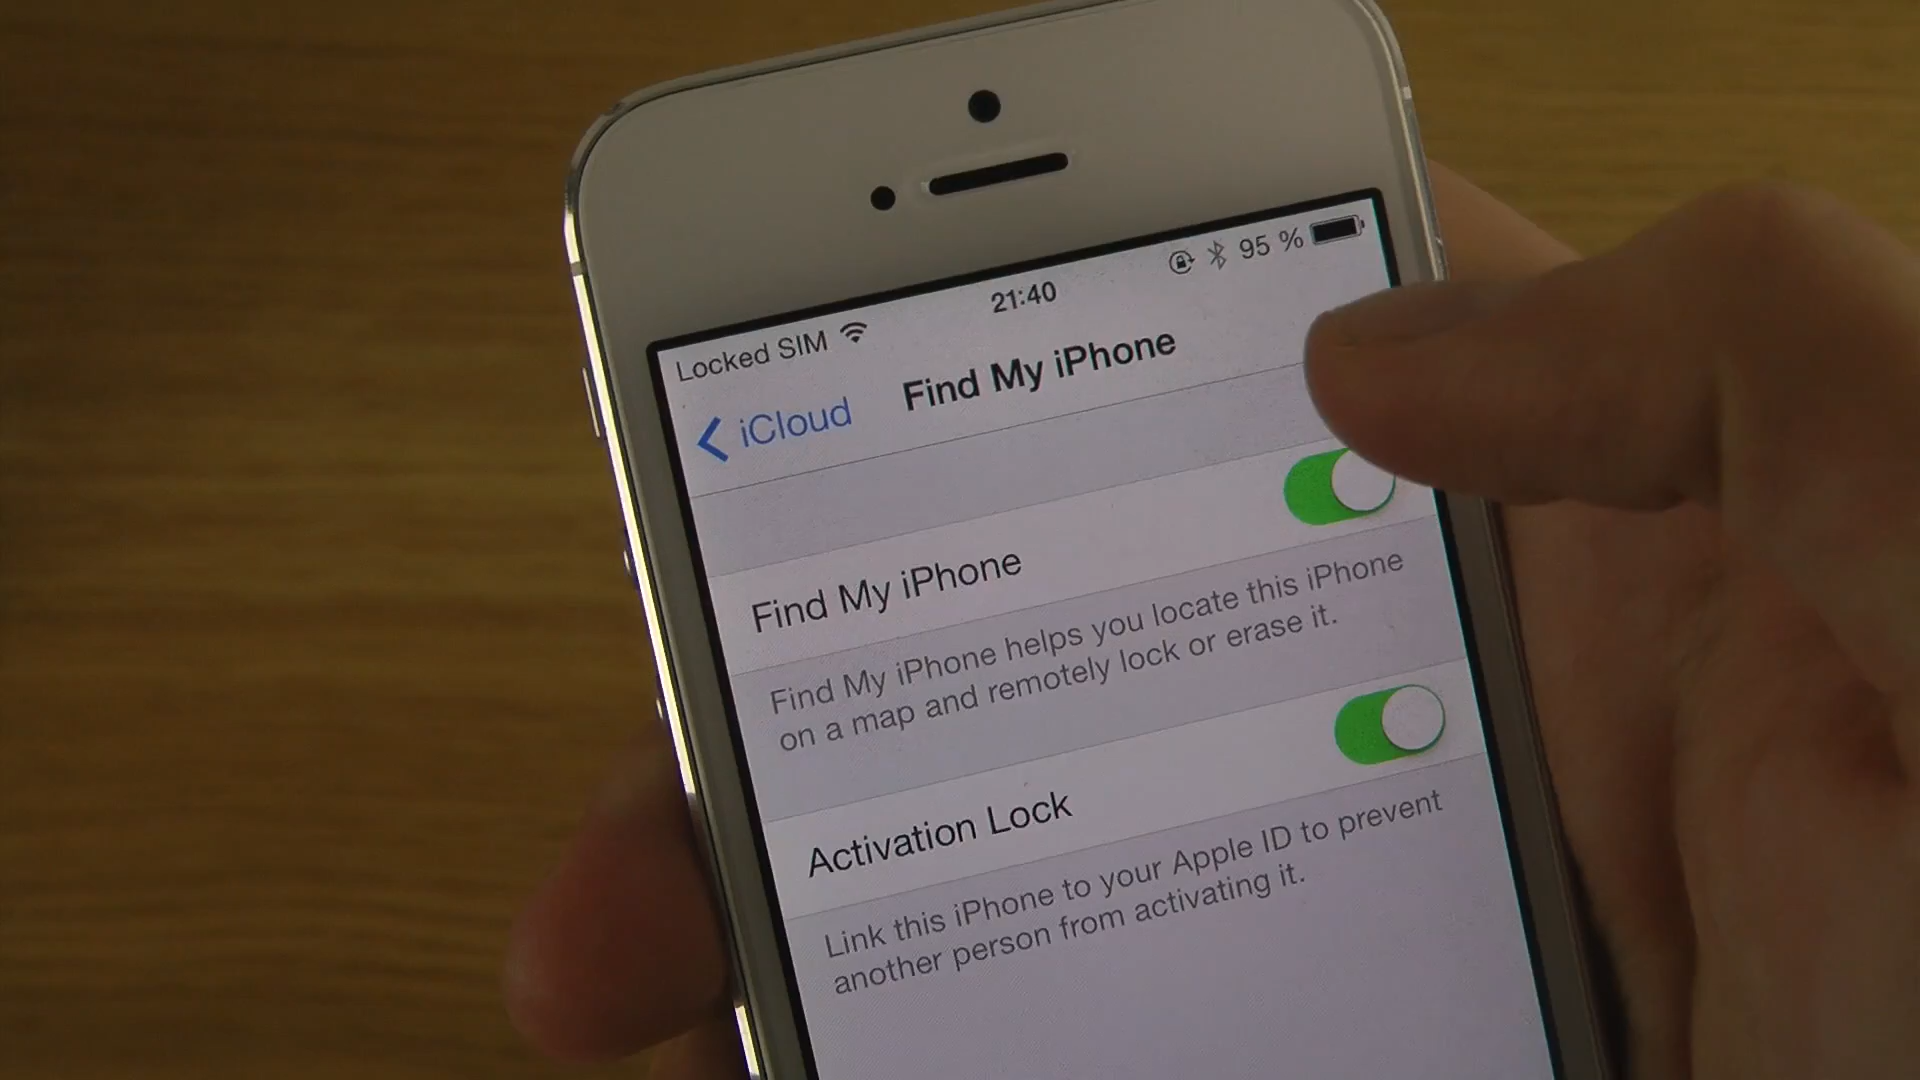 Locked SIM 21:40 95 %
iCloud Find My iPhone
Find My iPhone
Find My iPhone helps you locate this iPhone
on a map and remotely lock or erase it.
Activation Lock
Link this iPhone to your Apple ID to prevent
another person from activating it.